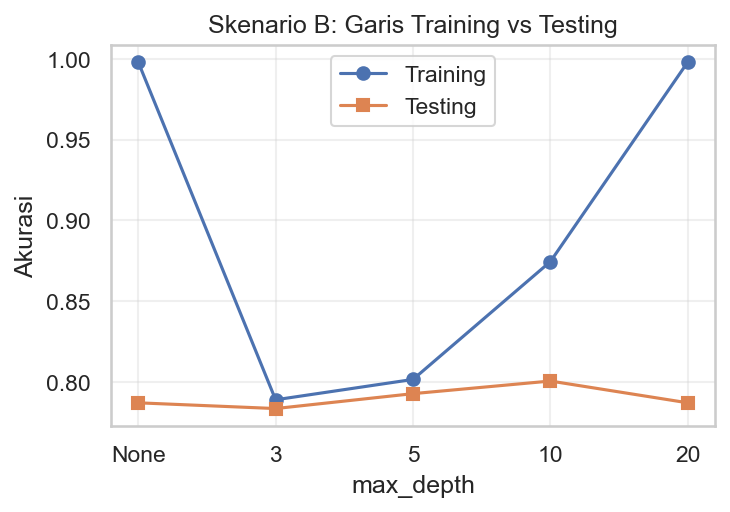 Skenario B: Garis Training vs Testing
Training
Testing
Akurasi
1.00
0.95
0.90
0.85
0.80
None 3 5 10 20
max_depth